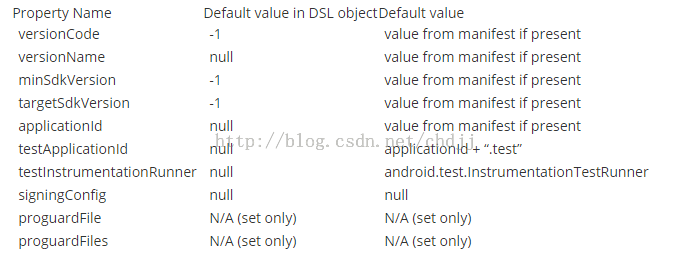 Property Name Default value in DSL object Default value
versionCode -1 value from manifest if present
versionName null value from manifest if present
minSdkVersion -1 value from manifest if present
targetSdkVersion -1 value from manifest if present
applicationId null value from manifest if present
http://blog.csdn.net/chdjj
testApplicationId null applicationId + “.test”
testInstrumentationRunner null android.test.InstrumentationTestRunner
signingConfig null null
proguardFile N/A (set only) N/A (set only)
proguardFiles N/A (set only) N/A (set only)